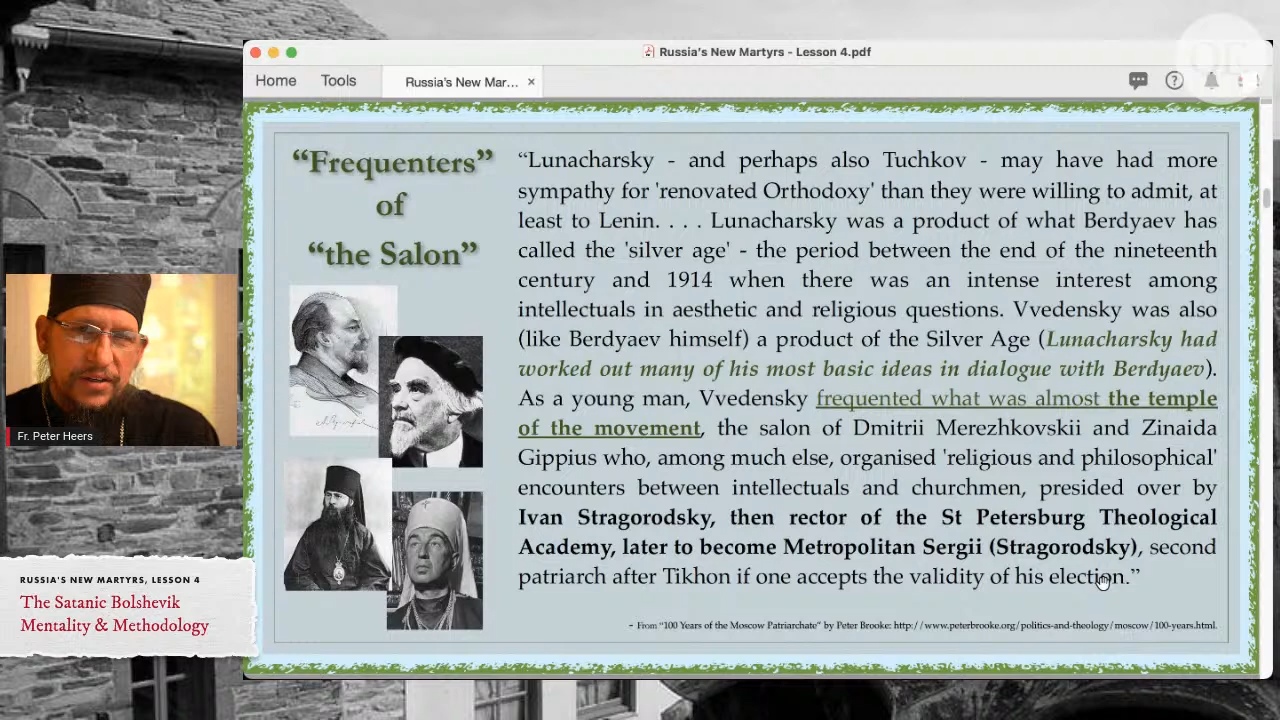 Russia's New Martyrs - Lesson 4.pdf
Home
Tools
Russia's New Mar...
“Frequenters”
of
“the Salon”
“Lunacharsky - and perhaps also Tuchkov - may have had more
sympathy for 'renovated Orthodoxy' than they were willing to admit, at
least to Lenin. . . . Lunacharsky was a product of what Berdyaev has
called the 'silver age' - the period between the end of the nineteenth
century and 1914 when there was an intense interest among
intellectuals in aesthetic and religious questions. Vvedensky was also
(like Berdyaev himself) a product of the Silver Age (Lunacharsky had
worked out many of his most basic ideas in dialogue with Berdyaev).
As a young man, Vvedensky frequented what was almost the temple
of the movement, the salon of Dmitrii Merezhkovskii and Zinaida
Gippius who, among much else, organised 'religious and philosophical'
encounters between intellectuals and churchmen, presided over by
Ivan Stragorodsky, then rector of the St Petersburg Theological
Academy, later to become Metropolitan Sergii (Stragorodsky), second
patriarch after Tikhon if one accepts the validity of his election.”
- From “100 Years of the Moscow Patriarchate” by Peter Brooke: http://www.peterbrooke.org/politics-and-theology/moscow/100-years.html.
Fr. Peter Heers
RUSSIA'S NEW MARTYRS, LESSON 4
The Satanic Bolshevik
Mentality & Methodology